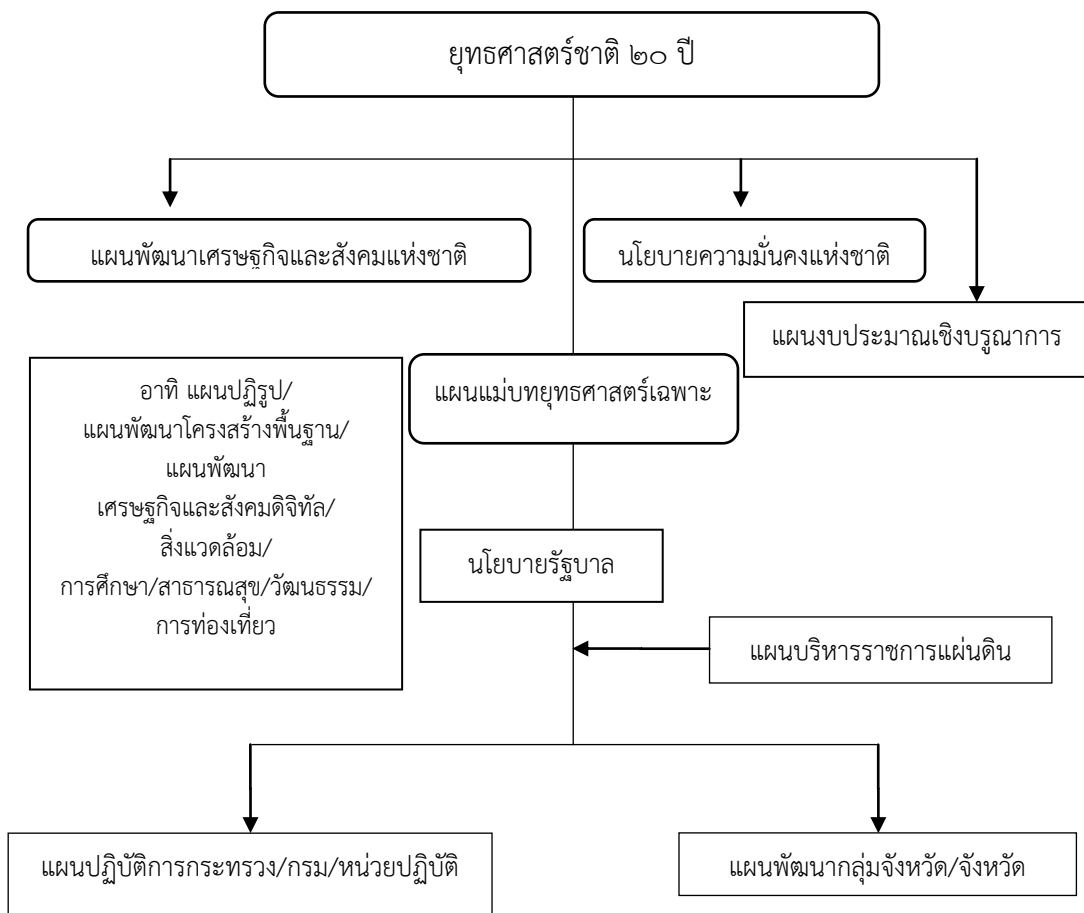 ยุทธศาสตร์ชาติ ๒๐ ปี
แผนพัฒนาเศรษฐกิจและสังคมแห่งชาติ
นโยบายความมั่นคงแห่งชาติ
แผนงบประมาณเชิงบรูณาการ
อาทิ แผนปฏิรูป/
แผนพัฒนาโครงสร้างพื้นฐาน/
แผนพัฒนา
เศรษฐกิจและสังคมดิจิทัล/
สิ่งแวดล้อม/
การศึกษา/สาธารณสุข/วัฒนธรรม/
การท่องเที่ยว
แผนแม่บทยุทธศาสตร์เฉพาะ
นโยบายรัฐบาล
แผนบริหารราชการแผ่นดิน
แผนปฏิบัติการกระทรวง/กรม/หน่วยปฏิบัติ
แผนพัฒนากลุ่มจังหวัด/จังหวัด